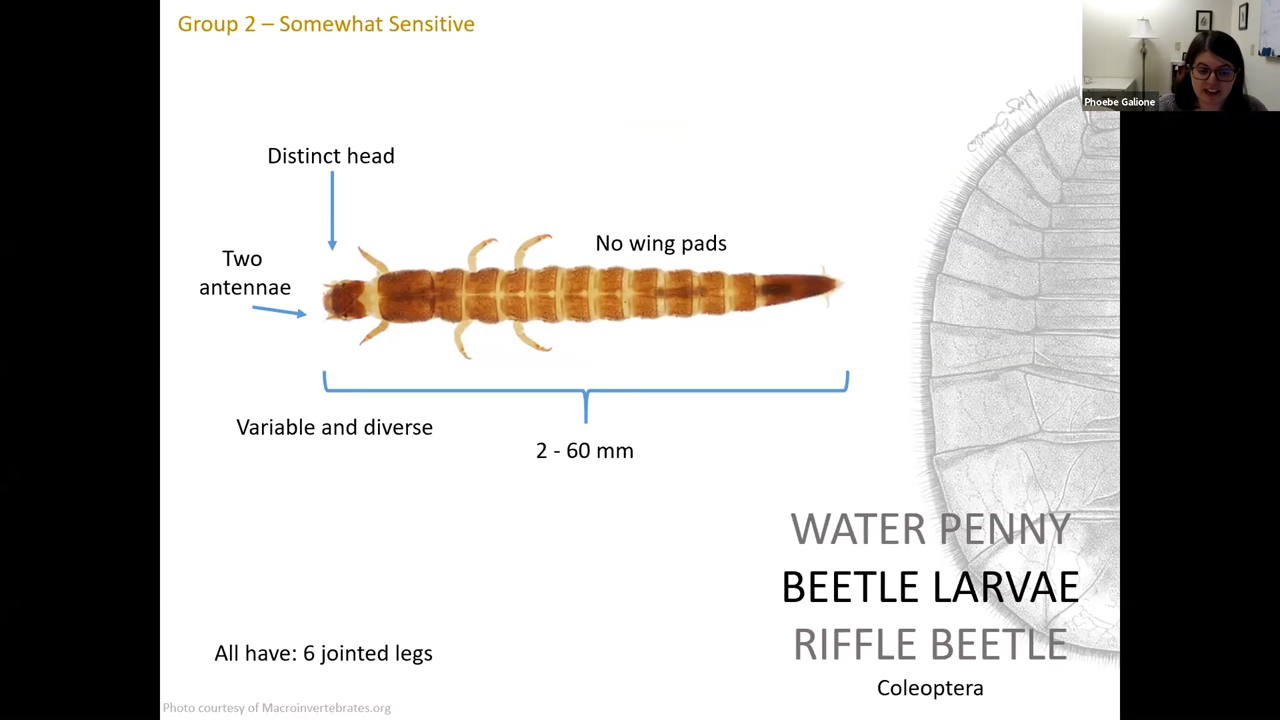 Group 2 – Somewhat Sensitive
Phoebe Galione
Distinct head
Two
antennae
No wing pads
Variable and diverse
2 - 60 mm
WATER PENNY
BEETLE LARVAE
RIFFLE BEETLE
Coleoptera
All have: 6 jointed legs
Photo courtesy of Macroinvertebrates.org